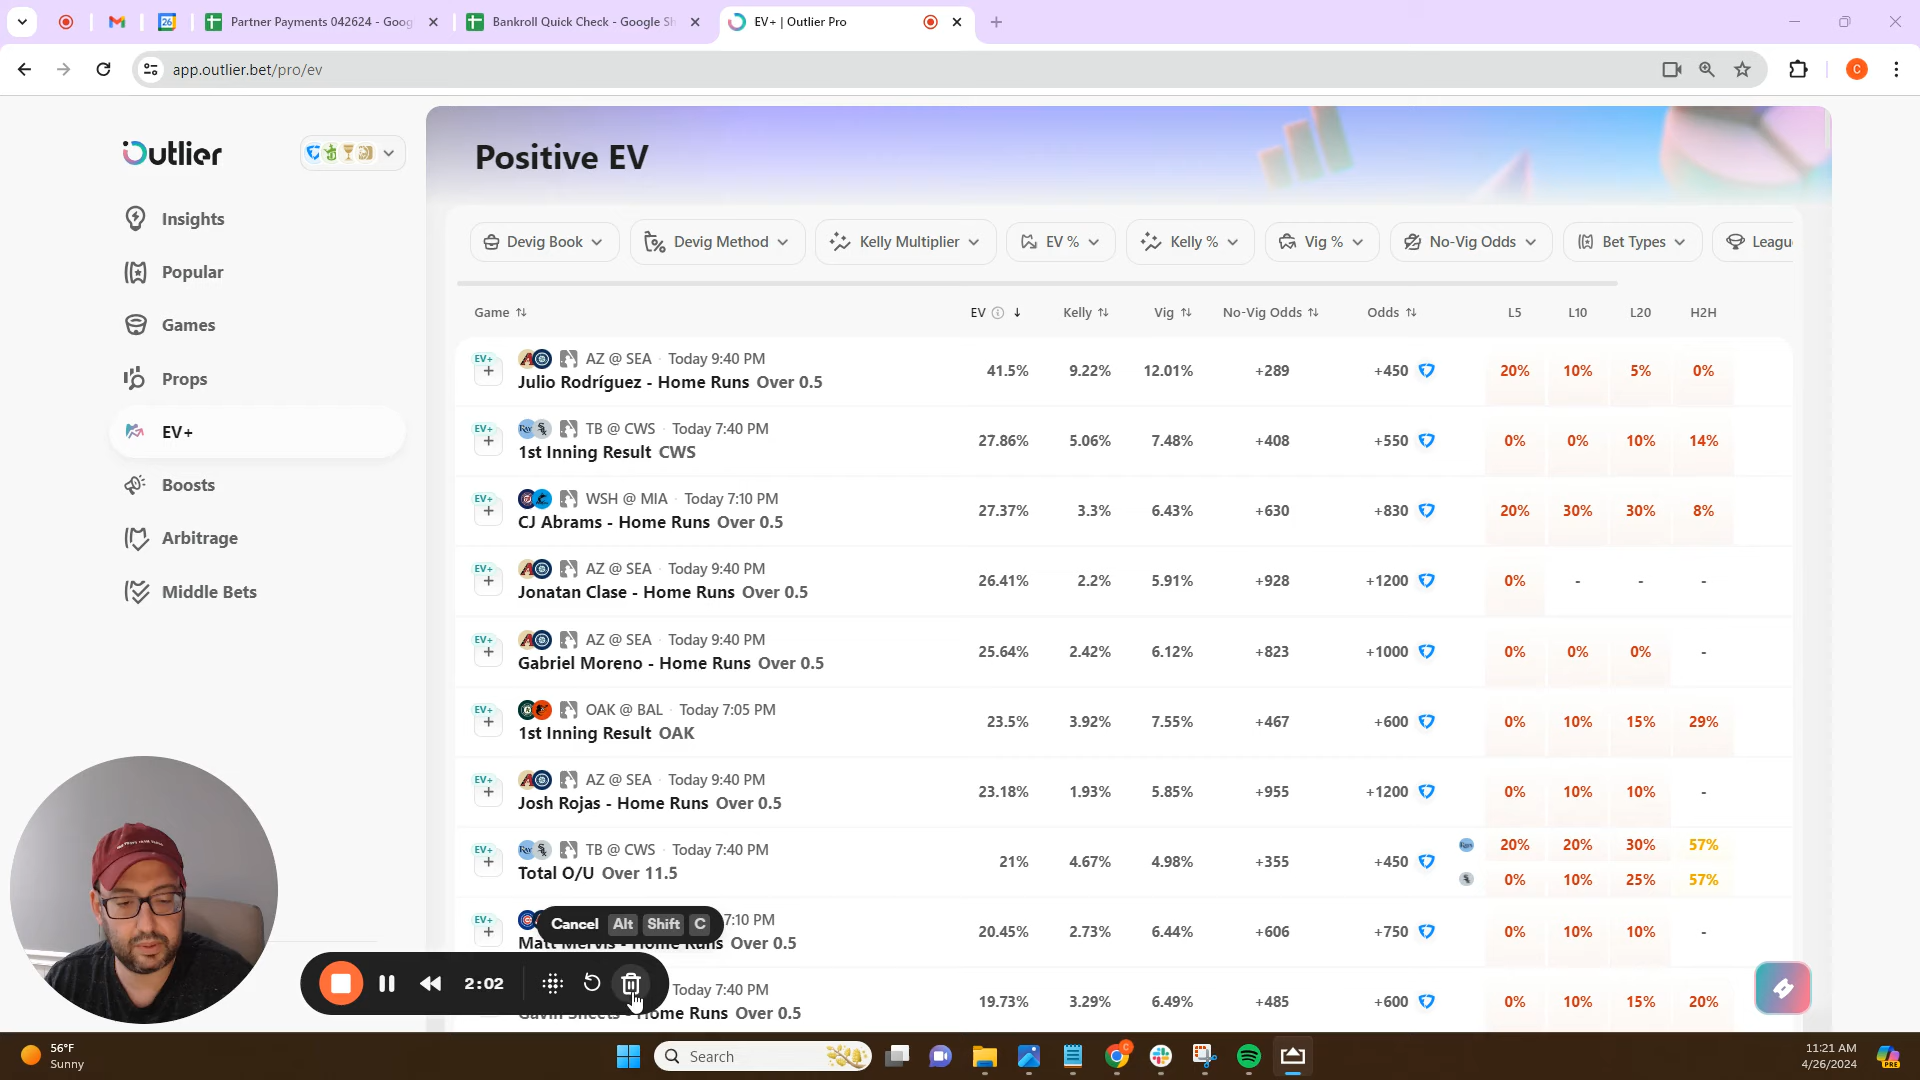 Partner Payments 042624 - Goog
Bankroll Quick Check - Google Sh
EV+ | Outlier Pro
app.outlier.bet/pro/ev
C
Outlier
Positive EV
Insights
Popular
Games
Props
EV+
Boosts
Arbitrage
Middle Bets
Devig Book
Devig Method
Kelly Multiplier
EV %
Kelly %
Vig %
No-Vig Odds
Bet Types
Leagu
Game EV Kelly Vig No-Vig Odds Odds L5 L10 L20 H2H
EV+ AZ @ SEA · Today 9:40 PM
Julio Rodríguez - Home Runs Over 0.5
41.5% 9.22% 12.01% +289 +450 20% 10% 5% 0%
EV+ TB @ CWS · Today 7:40 PM
1st Inning Result CWS
27.86% 5.06% 7.48% +408 +550 0% 0% 10% 14%
EV+ WSH @ MIA · Today 7:10 PM
CJ Abrams - Home Runs Over 0.5
27.37% 3.3% 6.43% +630 +830 20% 30% 30% 8%
EV+ AZ @ SEA · Today 9:40 PM
Jonatan Clase - Home Runs Over 0.5
26.41% 2.2% 5.91% +928 +1200 0% - - -
EV+ AZ @ SEA · Today 9:40 PM
Gabriel Moreno - Home Runs Over 0.5
25.64% 2.42% 6.12% +823 +1000 0% 0% 0% -
EV+ OAK @ BAL · Today 7:05 PM
1st Inning Result OAK
23.5% 3.92% 7.55% +467 +600 0% 10% 15% 29%
EV+ AZ @ SEA · Today 9:40 PM
Josh Rojas - Home Runs Over 0.5
23.18% 1.93% 5.85% +955 +1200 0% 10% 10% -
EV+ TB @ CWS · Today 7:40 PM
Total O/U Over 11.5
21% 4.67% 4.98% +355 +450
20% 20% 30% 57%
0% 10% 25% 57%
EV+ 7:10 PM
Matt Mervis - Home Runs Over 0.5
20.45% 2.73% 6.44% +606 +750 0% 10% 10% -
Today 7:40 PM
Gavin Sheets - Home Runs Over 0.5
19.73% 3.29% 6.49% +485 +600 0% 10% 15% 20%
Cancel Alt Shift C
2:02
56°F
Sunny
Search
11:21 AM
4/26/2024